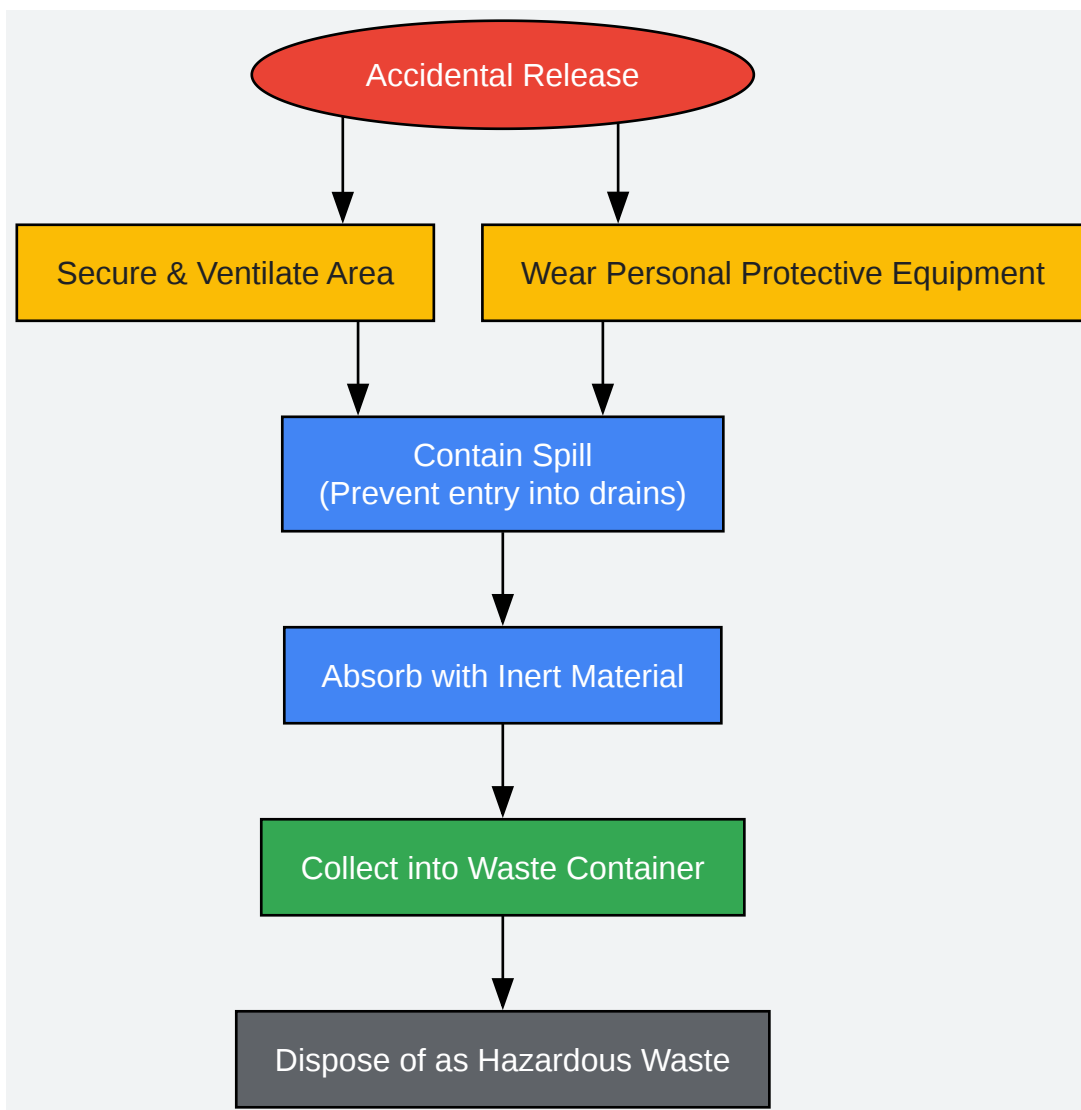 Accidental Release
Secure & Ventilate Area
Wear Personal Protective Equipment
Contain Spill
(Prevent entry into drains)
Absorb with Inert Material
Collect into Waste Container
Dispose of as Hazardous Waste